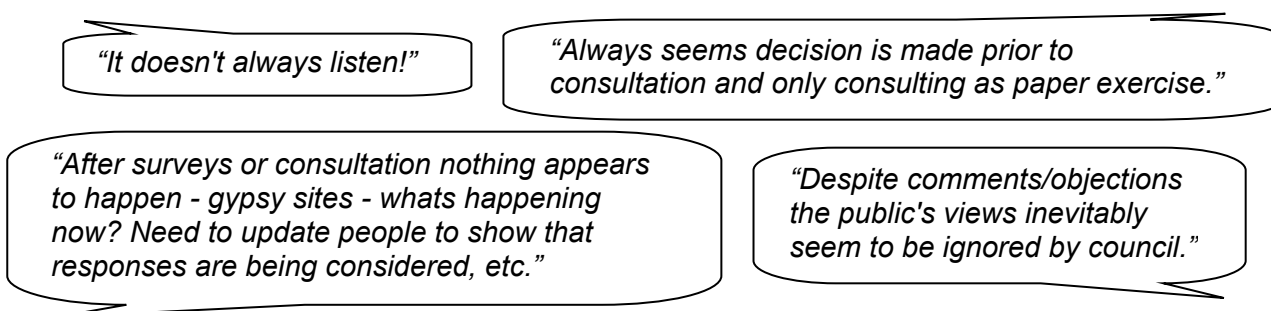 “It doesn't always listen!”
“Always seems decision is made prior to
consultation and only consulting as paper exercise.”
“After surveys or consultation nothing appears
to happen - gypsy sites - whats happening
now? Need to update people to show that
responses are being considered, etc.”
“Despite comments/objections
the public's views inevitably
seem to be ignored by council.”